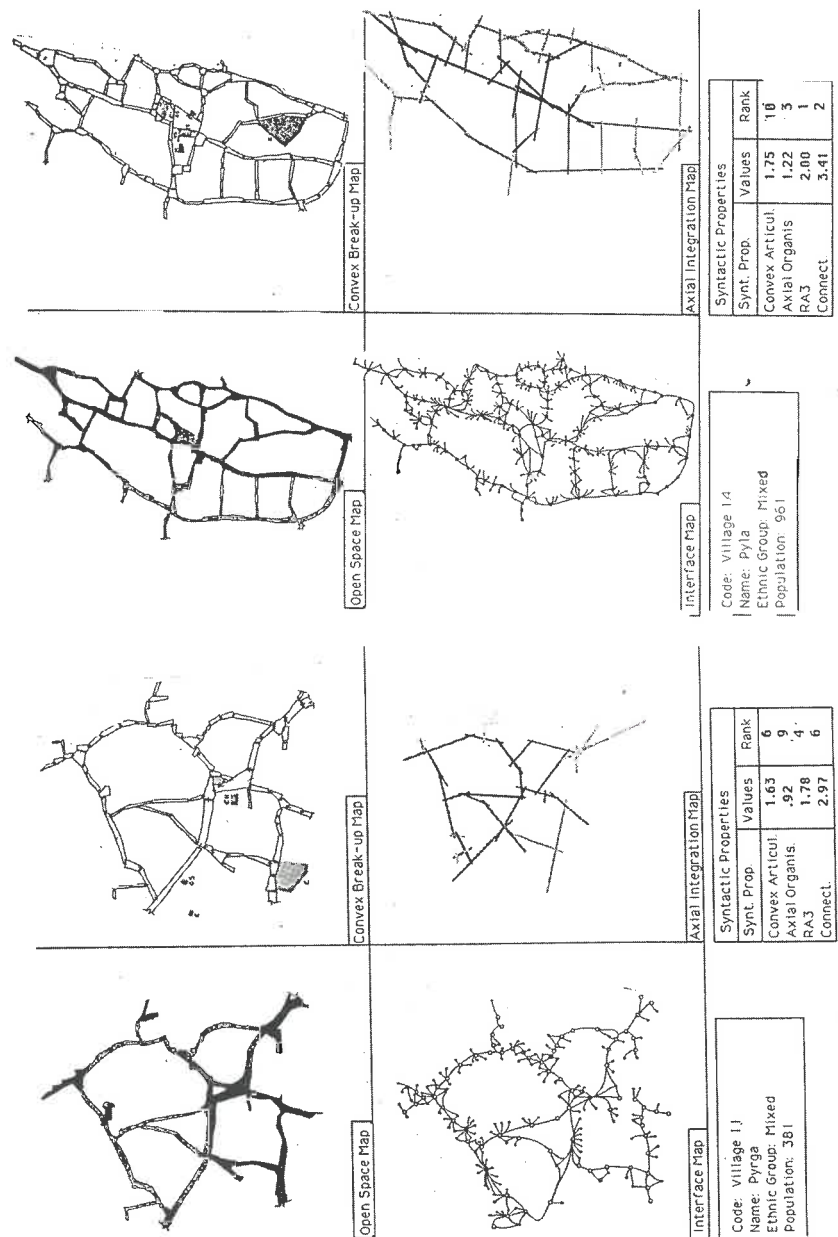 Open Space Map
Convex Break-up Map
Interface Map
Axial Integration Map
Code: Village 1.1
Name: Pyrga
Ethnic Group: Mixed
Population: 381
Syntactic Properties
Synt. Prop. Values Rank
Convex Articul. 1.63 6
Axial Organis. .92 9
RA3 1.78 4
Connect. 2.97 6
Open Space Map
Convex Break-up Map
Interface Map
Axial Integration Map
Code: Village 1.4
Name: Pyla
Ethnic Group: Mixed
Population: 961
Syntactic Properties
Synt. Prop. Values Rank
Convex Articul. 1.75 10
Axial Organis 1.22 3
RA3 2.00 1
Connect 3.41 2